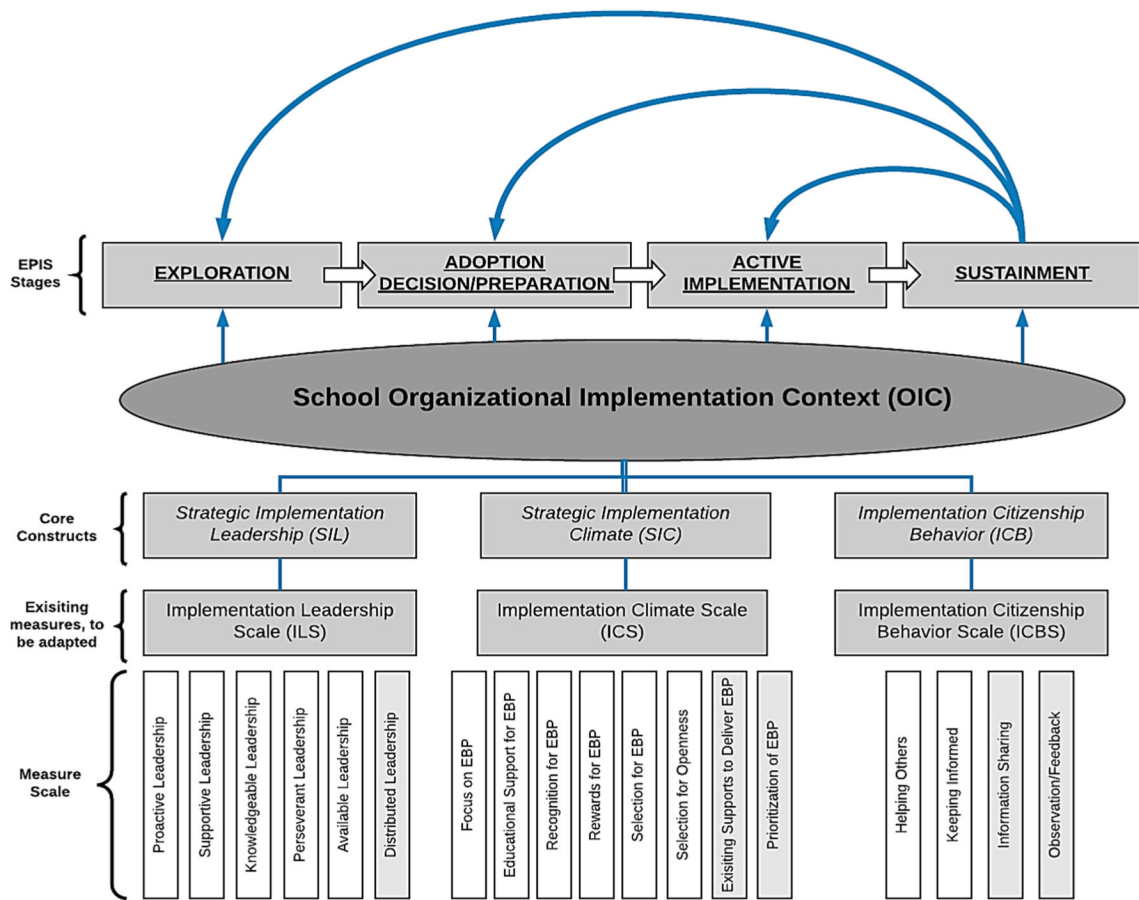 EPIS
Stages
EXPLORATION
ADOPTION
DECISION/PREPARATION
ACTIVE
IMPLEMENTATION
SUSTAINMENT
School Organizational Implementation Context (OIC)
Core
Constructs
Strategic Implementation
Leadership (SIL)
Strategic Implementation
Climate (SIC)
Implementation Citizenship
Behavior (ICB)
Exisiting
measures, to
be adapted
Implementation Leadership
Scale (ILS)
Implementation Climate Scale
(ICS)
Implementation Citizenship
Behavior Scale (ICBS)
Measure
Scale
Proactive Leadership
Supportive Leadership
Knowledgeable Leadership
Perseverant Leadership
Available Leadership
Distributed Leadership
Focus on EBP
Educational Support for EBP
Recognition for EBP
Rewards for EBP
Selection for EBP
Selection for Openness
Exisiting Supports to Deliver EBP
Prioritization of EBP
Helping Others
Keeping Informed
Information Sharing
Observation/Feedback